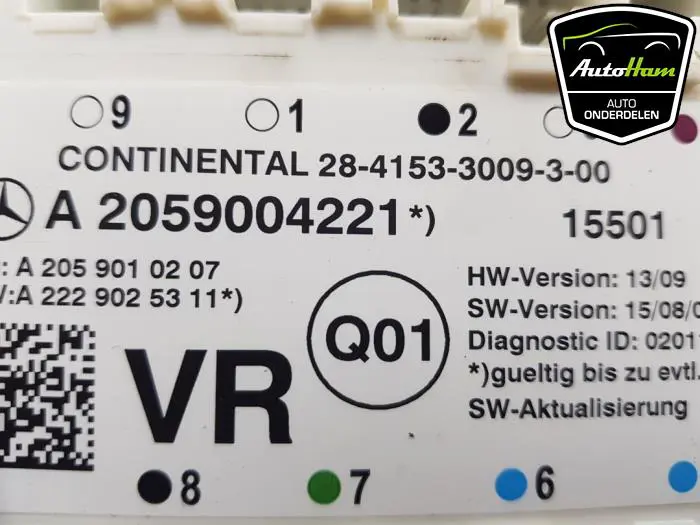 AutoHam
AUTO
ONDERDELEN
9 1 2
CONTINENTAL 28-4153-3009-3-00
A 2059004221*) 15501
: A 205 901 02 07
:A 222 902 53 11*)
HW-Version: 13/09
SW-Version: 15/08/0
Diagnostic ID: 0201
*)gueltig bis zu evtl.
SW-Aktualisierung
Q01
VR
8 7 6